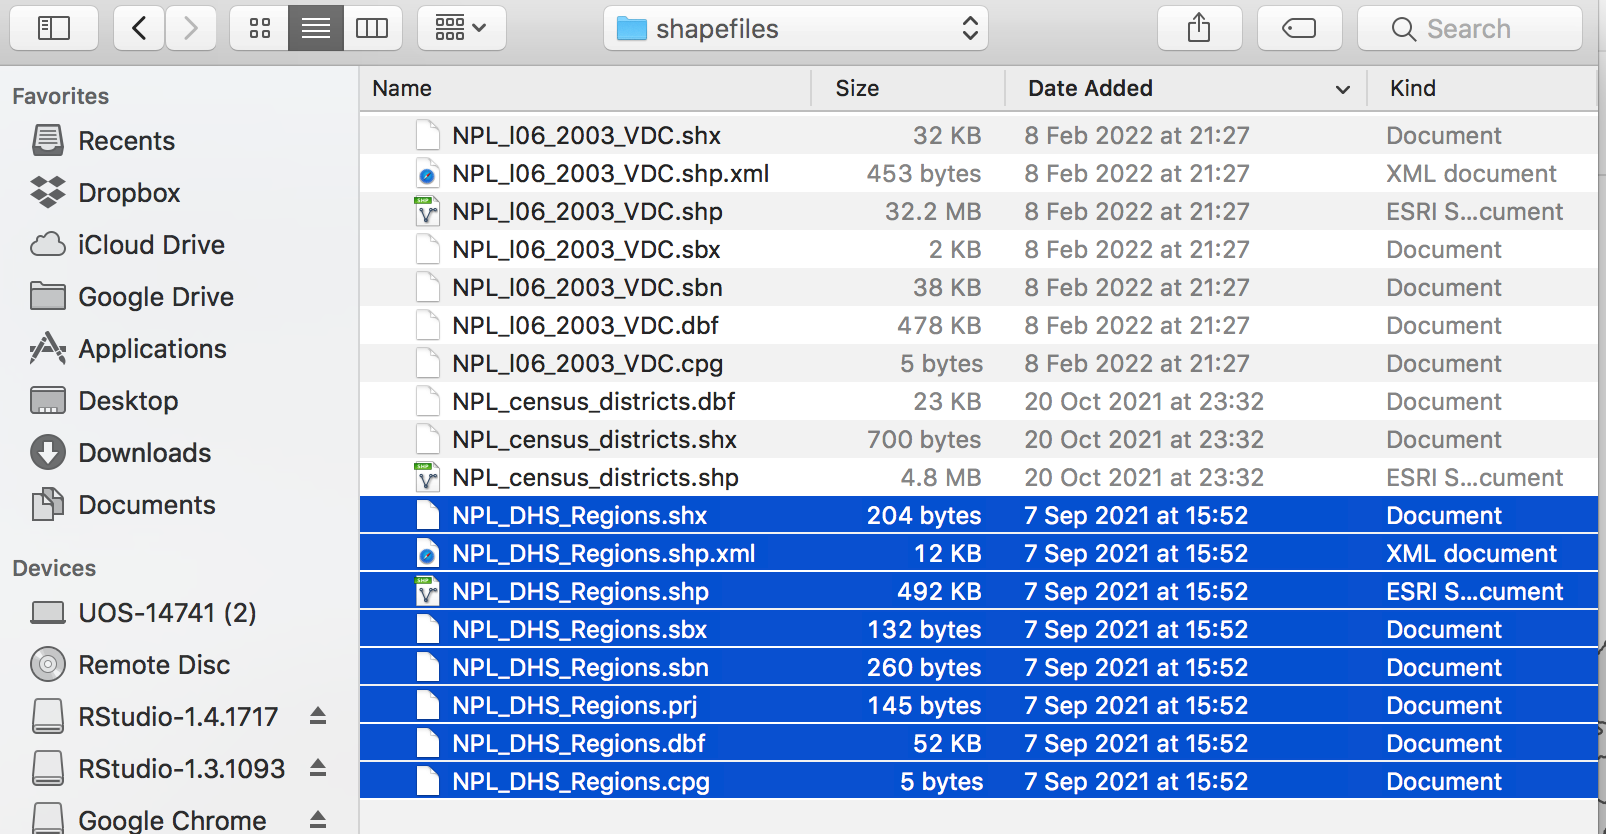 shapefiles
Search
Favorites
Recents
Dropbox
iCloud Drive
Google Drive
Applications
Desktop
Downloads
Documents
Devices
UOS-14741 (2)
Remote Disc
RStudio-1.4.1717
RStudio-1.3.1093
Google Chrome
Name Size Date Added Kind
NPL_l06_2003_VDC.shx 32 KB 8 Feb 2022 at 21:27 Document
NPL_l06_2003_VDC.shp.xml 453 bytes 8 Feb 2022 at 21:27 XML document
SHP NPL_l06_2003_VDC.shp 32.2 MB 8 Feb 2022 at 21:27 ESRI S...cument
NPL_l06_2003_VDC.sbx 2 KB 8 Feb 2022 at 21:27 Document
NPL_l06_2003_VDC.sbn 38 KB 8 Feb 2022 at 21:27 Document
NPL_l06_2003_VDC.dbf 478 KB 8 Feb 2022 at 21:27 Document
NPL_l06_2003_VDC.cpg 5 bytes 8 Feb 2022 at 21:27 Document
NPL_census_districts.dbf 23 KB 20 Oct 2021 at 23:32 Document
NPL_census_districts.shx 700 bytes 20 Oct 2021 at 23:32 Document
SHP NPL_census_districts.shp 4.8 MB 20 Oct 2021 at 23:32 ESRI S...cument
NPL_DHS_Regions.shx 204 bytes 7 Sep 2021 at 15:52 Document
NPL_DHS_Regions.shp.xml 12 KB 7 Sep 2021 at 15:52 XML document
SHP NPL_DHS_Regions.shp 492 KB 7 Sep 2021 at 15:52 ESRI S...cument
NPL_DHS_Regions.sbx 132 bytes 7 Sep 2021 at 15:52 Document
NPL_DHS_Regions.sbn 260 bytes 7 Sep 2021 at 15:52 Document
NPL_DHS_Regions.prj 145 bytes 7 Sep 2021 at 15:52 Document
NPL_DHS_Regions.dbf 52 KB 7 Sep 2021 at 15:52 Document
NPL_DHS_Regions.cpg 5 bytes 7 Sep 2021 at 15:52 Document